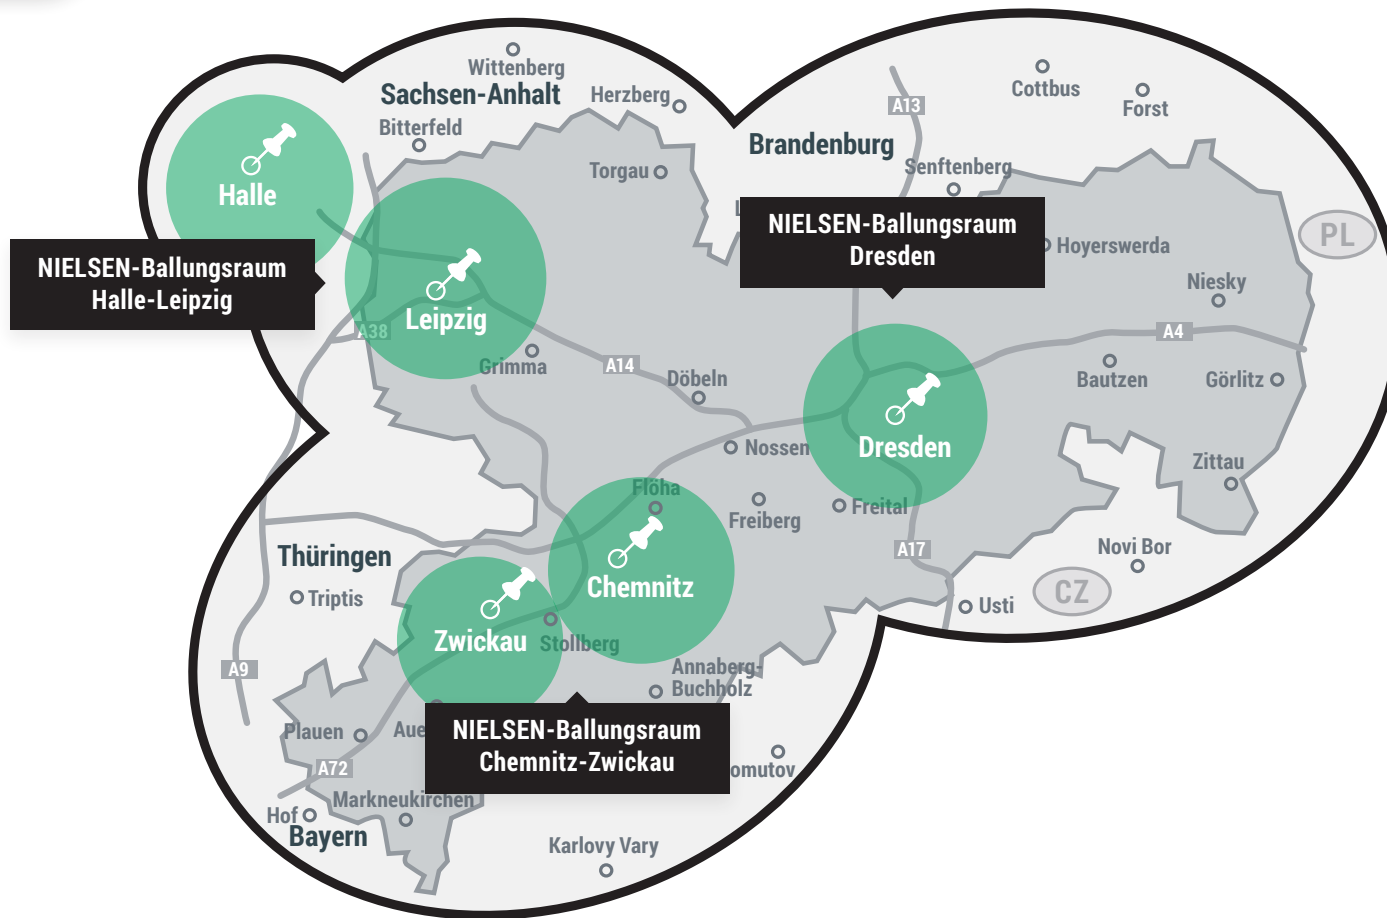 Wittenberg
Sachsen-Anhalt
Herzberg
Bitterfeld
Torgau
Cottbus
Forst
A13
Brandenburg
Senftenberg
Halle
NIELSEN-Ballungsraum
Dresden
Hoyerswerda
PL
Niesky
NIELSEN-Ballungsraum
Halle-Leipzig
A38
Leipzig
Grimma
A14
Döbeln
A4
Bautzen
Görlitz
Nossen
Dresden
Zittau
Flöha
Freiberg
Freital
A17
Novi Bor
CZ
Usti
Thüringen
Triptis
Chemnitz
Zwickau
Stollberg
A9
Annaberg-
Buchholz
Plauen
Aue
NIELSEN-Ballungsraum
Chemnitz-Zwickau
omutov
A72
Markneukirchen
Hof
Bayern
Karlovy Vary